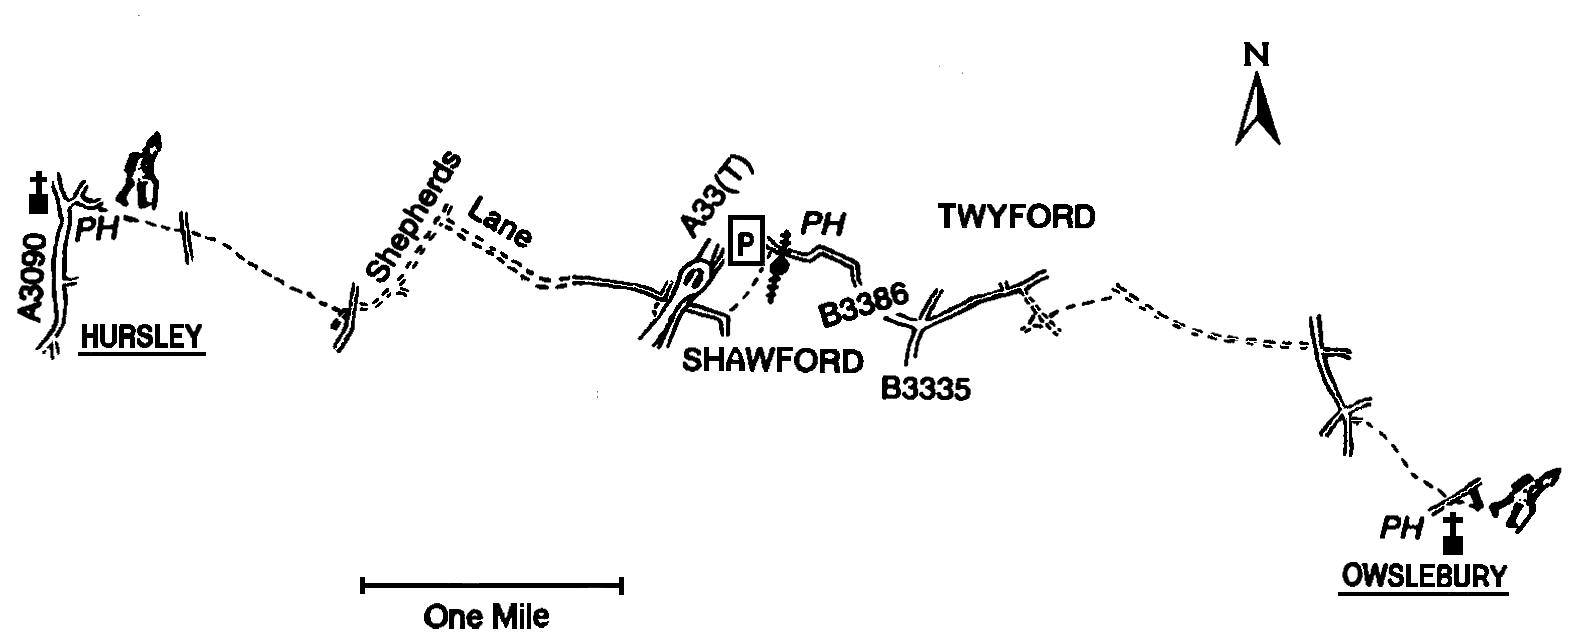 N
Shepherds
Lane
A33(T)
P
PH
TWYFORD
PH
A3090
HURSLEY
B3386
SHAWFORD
B3335
PH
OWSLEBURY
One Mile